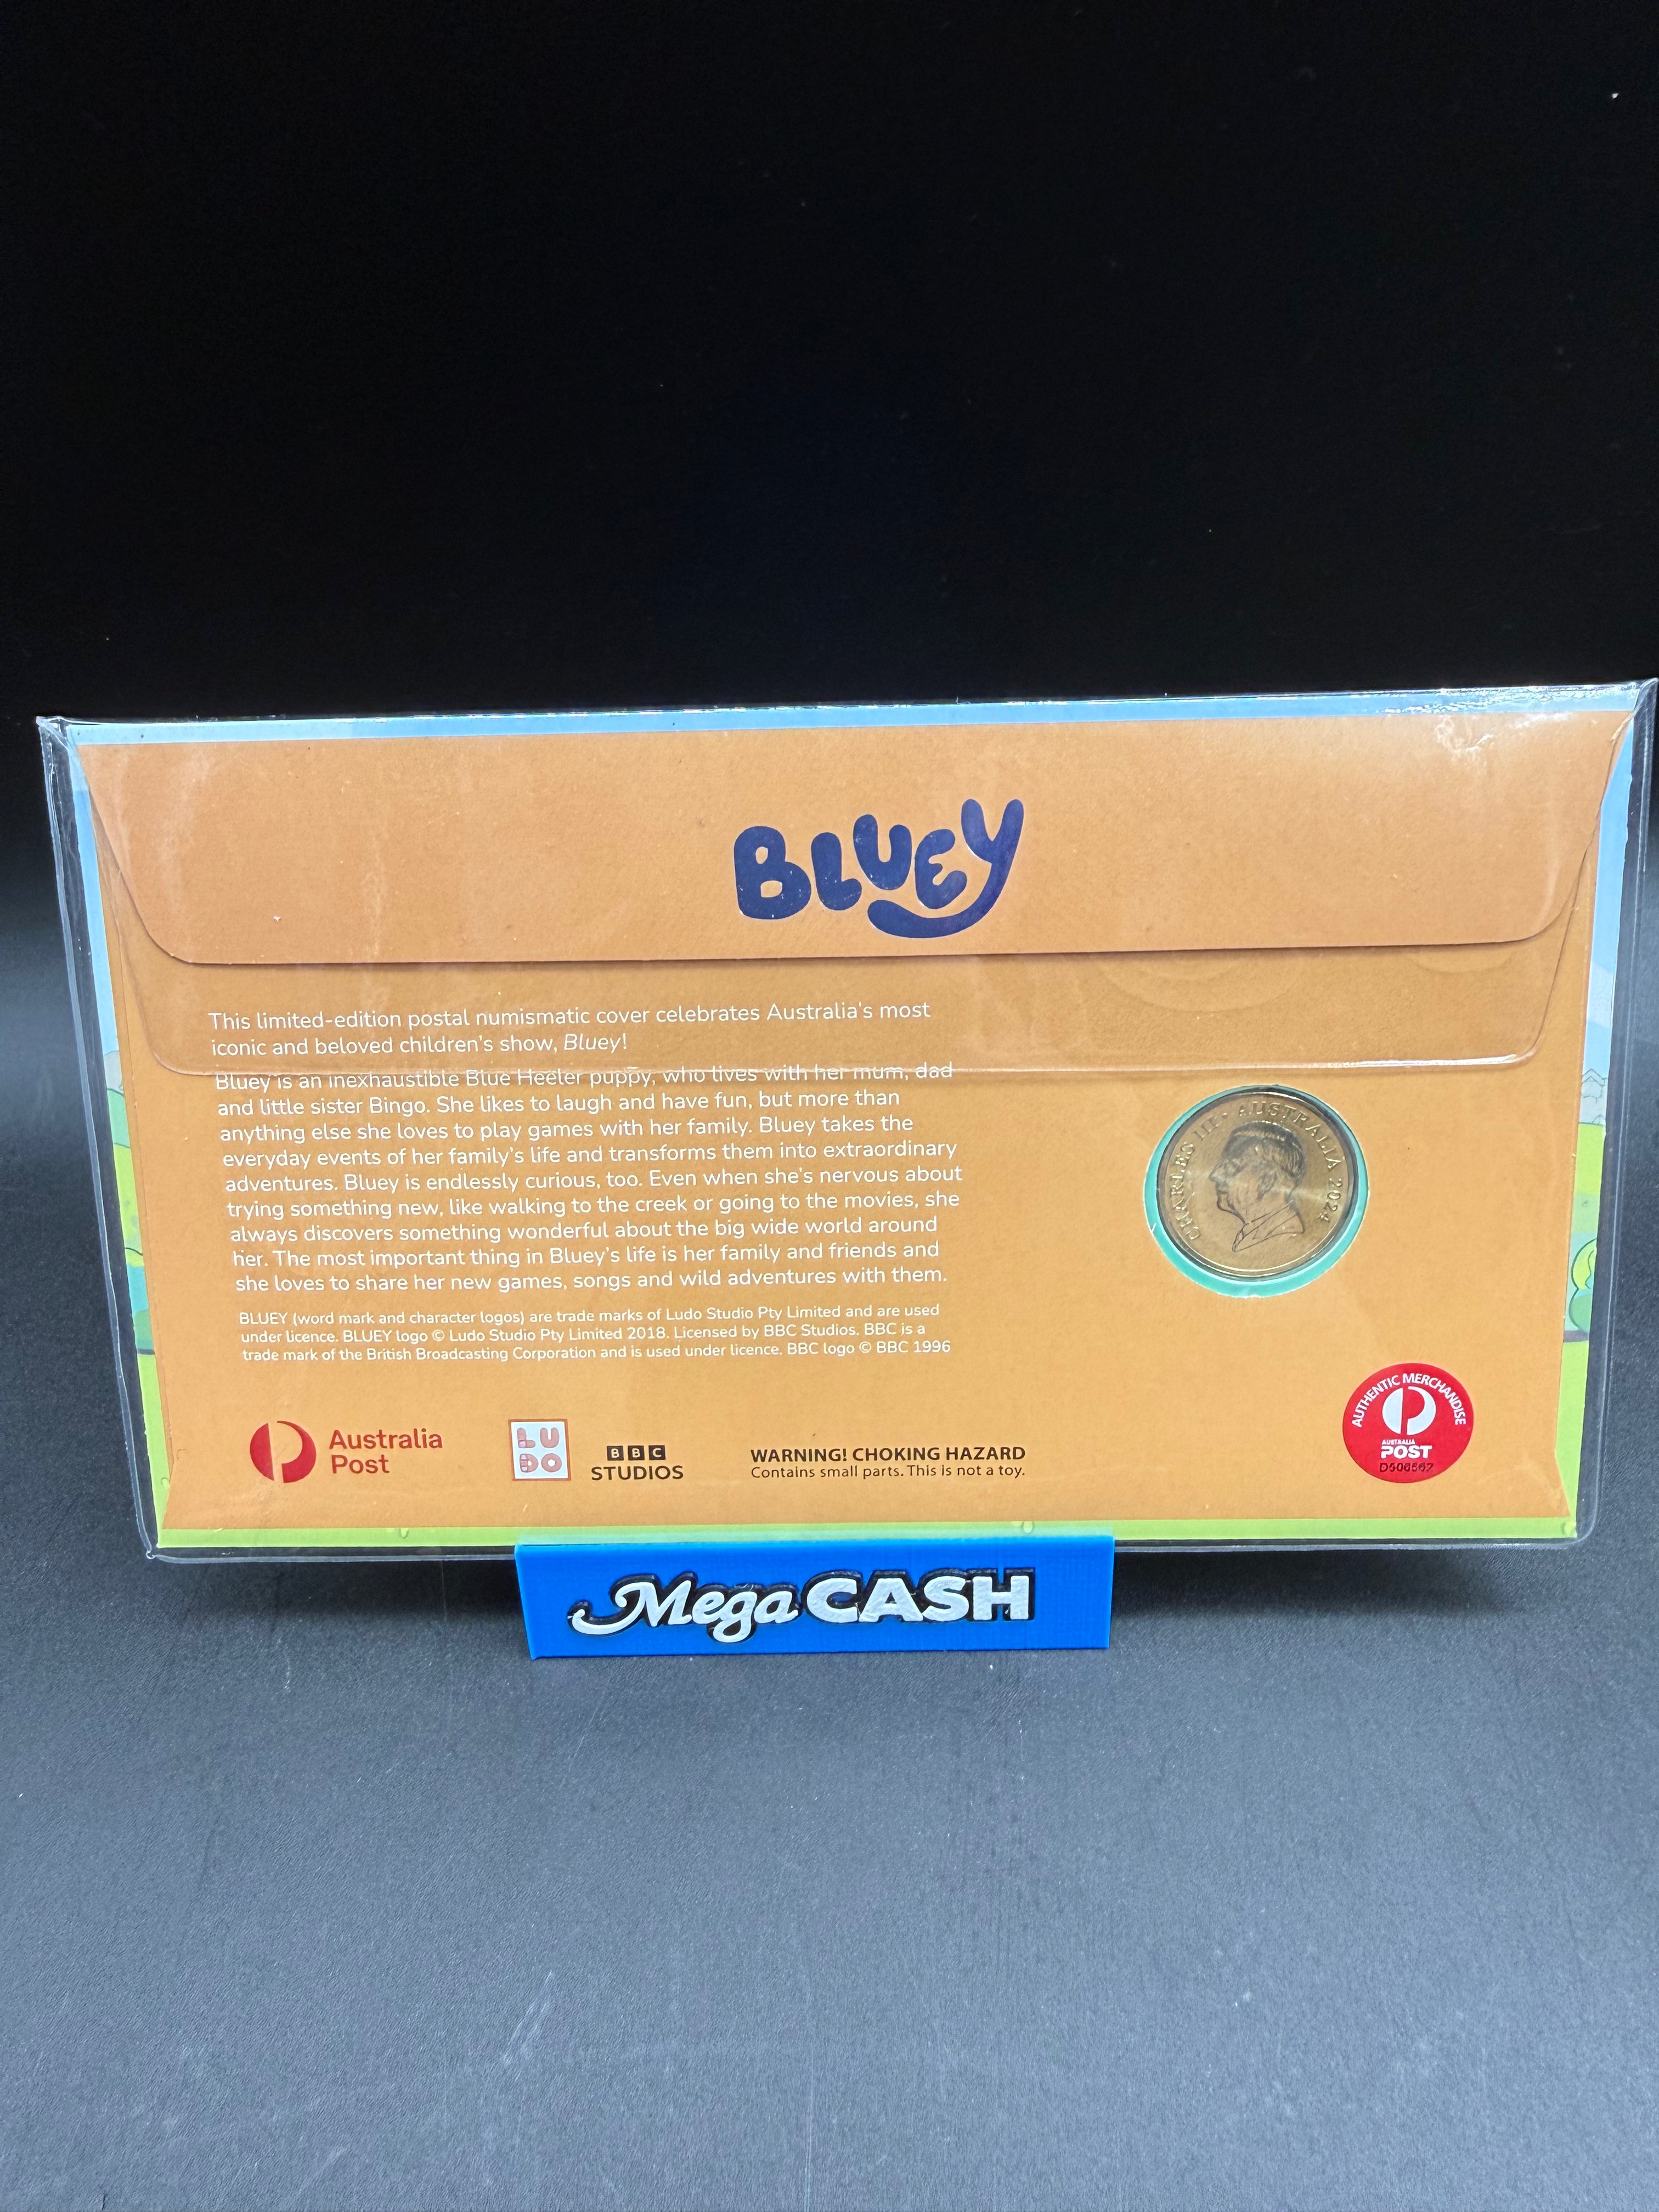 BLUEY
This limited-edition postal numismatic cover celebrates Australia's most
iconic and beloved children's show, Bluey!
Bluey is an inexhaustible Blue Heeler puppy, who lives with her mum, dad
and little sister Bingo. She likes to laugh and have fun, but more than
anything else she loves to play games with her family. Bluey takes the
everyday events of her family's life and transforms them into extraordinary
adventures. Bluey is endlessly curious, too. Even when she's nervous about
trying something new, like walking to the creek or going to the movies, she
always discovers something wonderful about the big wide world around
her. The most important thing in Bluey's life is her family and friends and
she loves to share her new games, songs and wild adventures with them.
BLUEY (word mark and character logos) are trade marks of Ludo Studio Pty Limited and are used
under licence. BLUEY logo © Ludo Studio Pty Limited 2018. Licensed by BBC Studios. BBC is a
trade mark of the British Broadcasting Corporation and is used under licence. BBC logo © BBC 1996
CHARLES III · AUSTRALIA 2024
Australia
Post
LU
DO
BBC
STUDIOS
WARNING! CHOKING HAZARD
Contains small parts. This is not a toy.
AUTHENTIC MERCHANDISE
AUSTRALIA
POST
D506567
Mega CASH